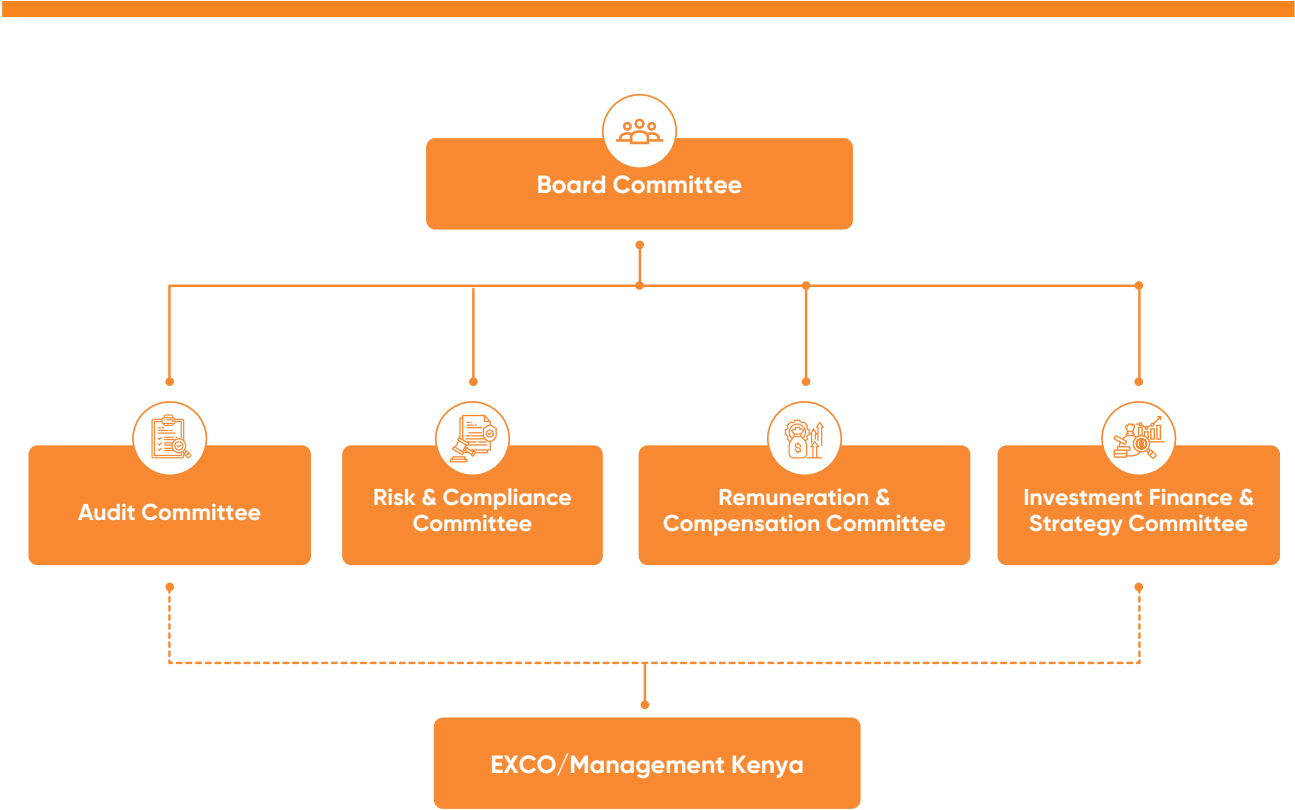 Board Committee
Audit Committee
Risk & Compliance
Committee
Remuneration &
Compensation Committee
Investment Finance &
Strategy Committee
EXCO/Management Kenya